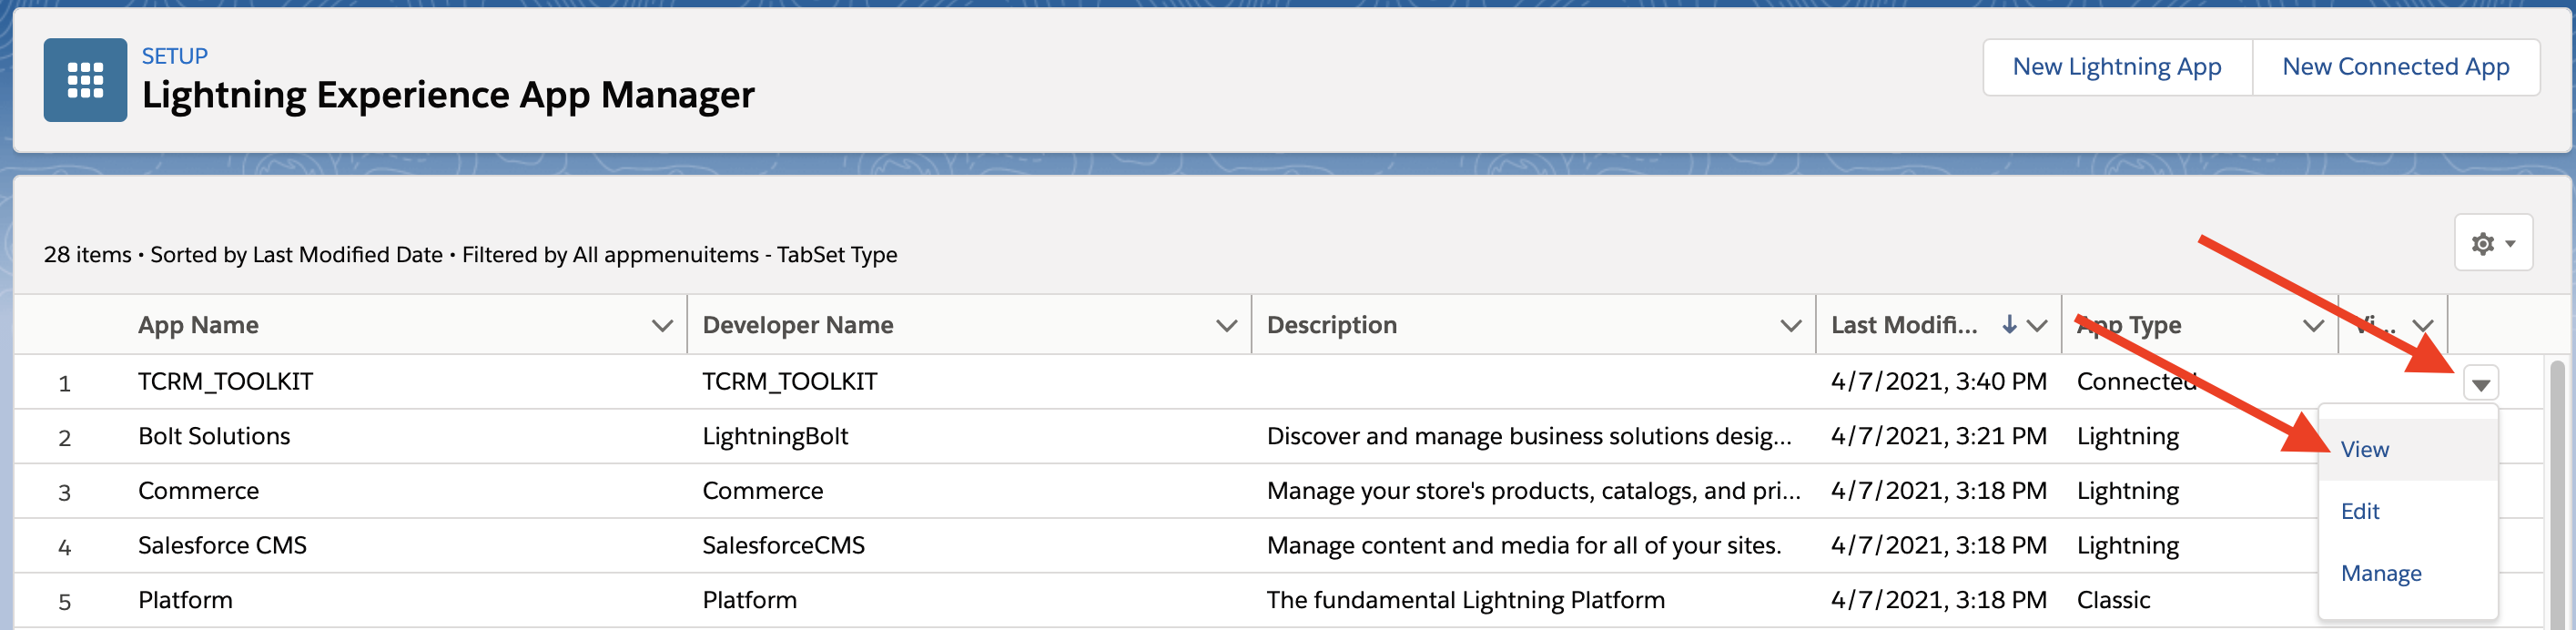 SETUP
Lightning Experience App Manager
New Lightning App
New Connected App
28 items • Sorted by Last Modified Date • Filtered by All appmenuitems - TabSet Type
App Name Developer Name Description Last Modifi... App Type Vi...
1 TCRM_TOOLKIT TCRM_TOOLKIT 4/7/2021, 3:40 PM Connected
2 Bolt Solutions LightningBolt Discover and manage business solutions desig... 4/7/2021, 3:21 PM Lightning
View
3 Commerce Commerce Manage your store's products, catalogs, and pri... 4/7/2021, 3:18 PM Lightning
Edit
4 Salesforce CMS SalesforceCMS Manage content and media for all of your sites. 4/7/2021, 3:18 PM Lightning
Manage
5 Platform Platform The fundamental Lightning Platform 4/7/2021, 3:18 PM Classic